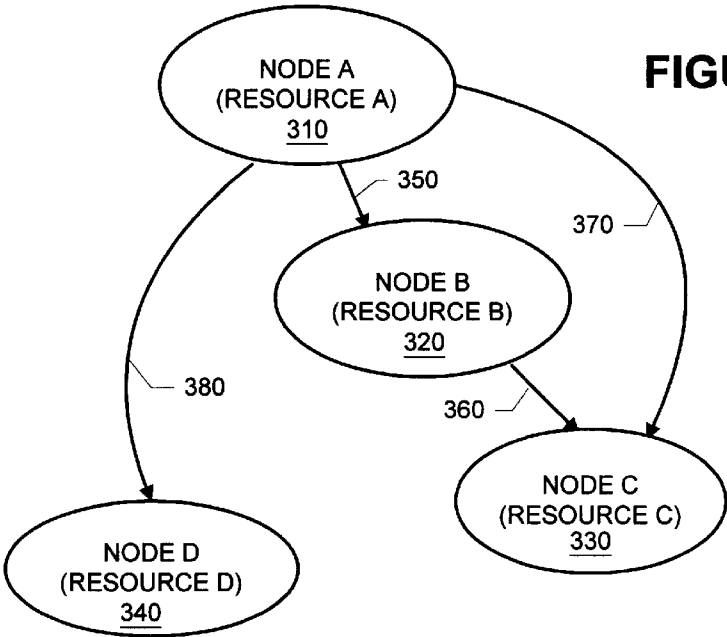 NODE A
(RESOURCE A)
310
FIGU
350
370
NODE B
(RESOURCE B)
320
380
360
NODE C
(RESOURCE C)
330
NODE D
(RESOURCE D)
340